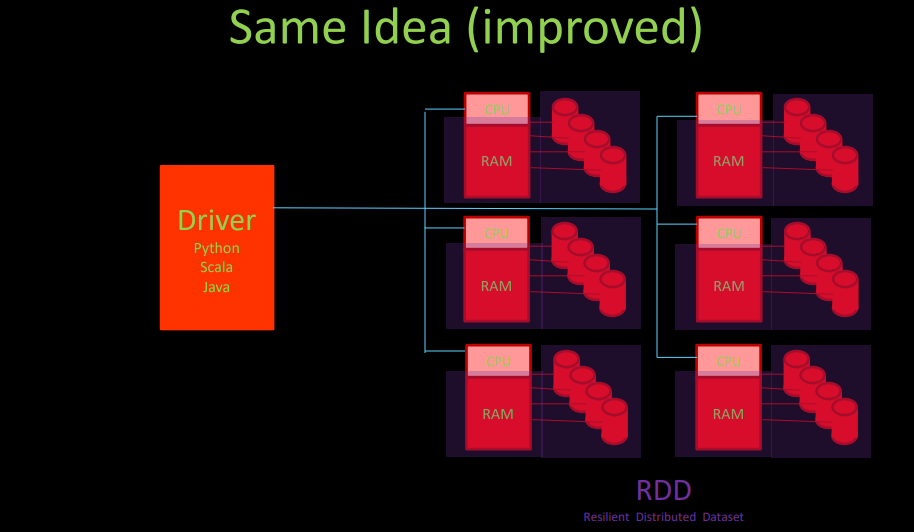 Same Idea (improved)
Driver
Python
Scala
Java
CPU
RAM
CPU
RAM
CPU
RAM
CPU
RAM
CPU
RAM
CPU
RAM
RDD
Resilient Distributed Dataset